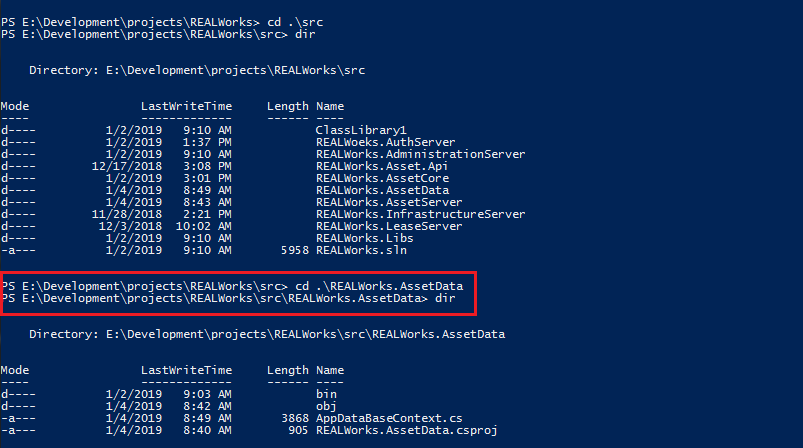 PS E:\Development\projects\REALWorks> cd .\src
PS E:\Development\projects\REALWorks\src> dir
Directory: E:\Development\projects\REALWorks\src
Mode LastWriteTime Length Name
---- ------------- ------ ----
d---- 1/2/2019 9:10 AM ClassLibrary1
d---- 1/2/2019 1:37 PM REALWoeks.AuthServer
d---- 1/2/2019 9:10 AM REALWorks.AdministrationServer
d---- 12/17/2018 3:08 PM REALWorks.Asset.Api
d---- 1/2/2019 3:01 PM REALWorks.AssetCore
d---- 1/4/2019 8:49 AM REALWorks.AssetData
d---- 1/4/2019 8:43 AM REALWorks.AssetServer
d---- 11/28/2018 2:21 PM REALWorks.InfrastructureServer
d---- 12/3/2018 10:02 AM REALWorks.LeaseServer
d---- 1/2/2019 9:10 AM REALWorks.Libs
-a--- 1/2/2019 9:10 AM 5958 REALWorks.sln
PS E:\Development\projects\REALWorks\src> cd .\REALWorks.AssetData
PS E:\Development\projects\REALWorks\src\REALWorks.AssetData> dir
Directory: E:\Development\projects\REALWorks\src\REALWorks.AssetData
Mode LastWriteTime Length Name
---- ------------- ------ ----
d---- 1/2/2019 9:03 AM bin
d---- 1/4/2019 8:42 AM obj
-a--- 1/4/2019 8:49 AM 3868 AppDataBaseContext.cs
-a--- 1/4/2019 8:40 AM 905 REALWorks.AssetData.csproj